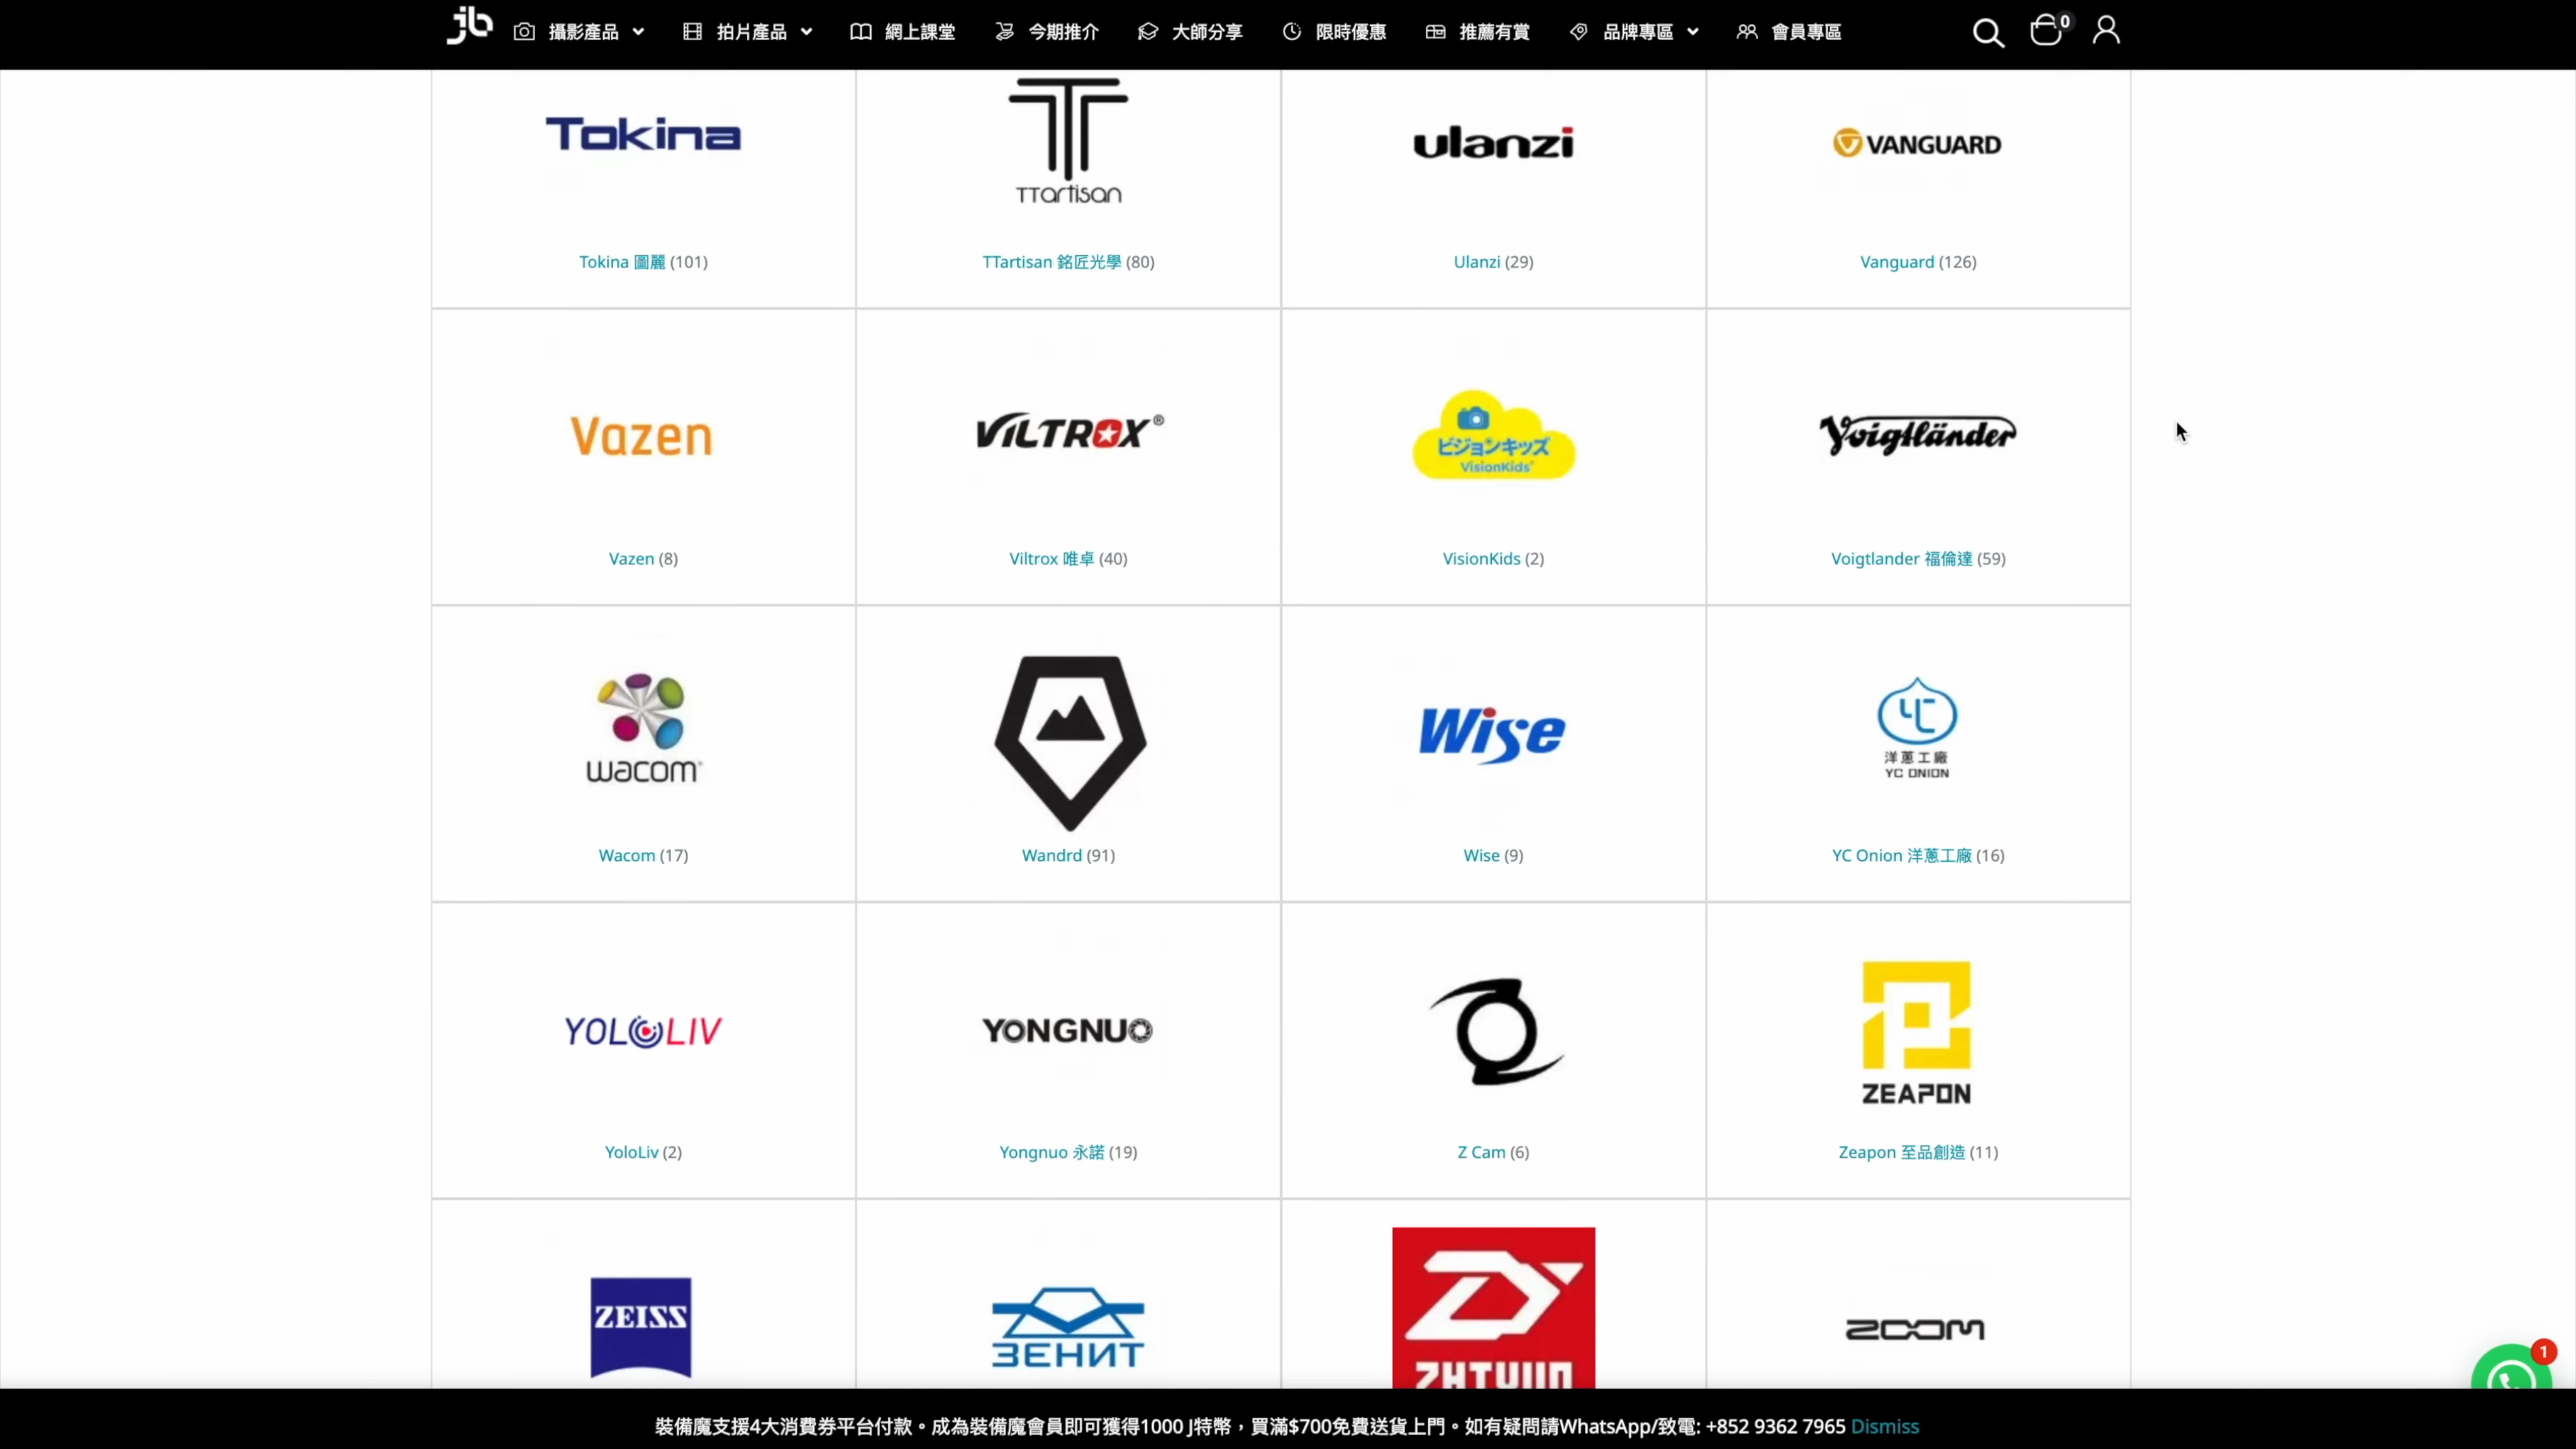 jb 攝影產品 拍片產品 網上課堂 今期推介 大師分享 限時優惠 推薦有賞 品牌專區 會員專區 0
Tokina TTartisan ulanzi VANGUARD
Tokina 圖麗 (101) TTartisan 銘匠光學 (80) Ulanzi (29) Vanguard (126)
Vazen VILTROX® ビジョンキッズ Voigtländer
VisionKids
Vazen (8) Viltrox 唯卓 (40) VisionKids (2) Voigtlander 福倫達 (59)
wacom Wise 洋蔥工廠
YC ONION
Wacom (17) Wandrd (91) Wise (9) YC Onion 洋蔥工廠 (16)
YOLOLIV YONGNUO ZEAPON
YoloLiv (2) Yongnuo 永諾 (19) Z Cam (6) Zeapon 至品創造 (11)
ZEISS ЗЕНИТ ZHIYUN ZOOM
1
裝備魔支援4大消費券平台付款。成為裝備魔會員即可獲得1000 J特幣，買滿$700免費送貨上門。如有疑問請WhatsApp/致電: +852 9362 7965 Dismiss